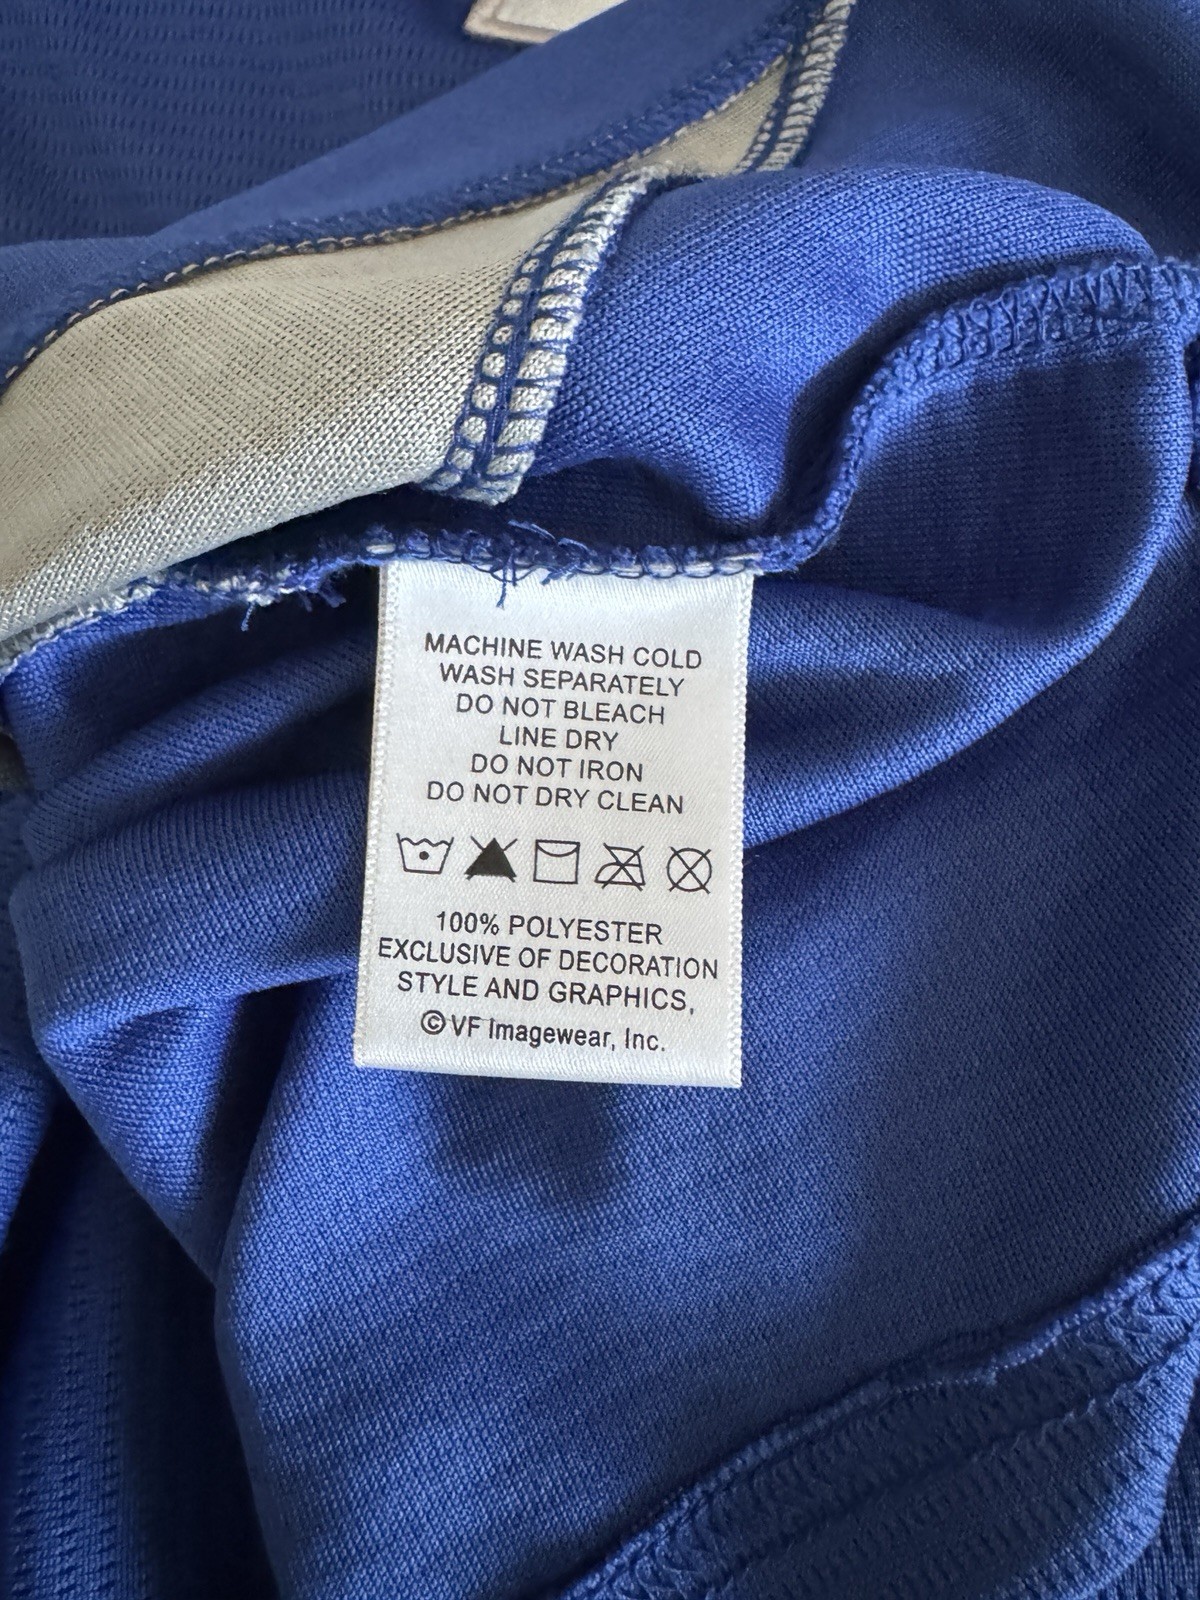 MACHINE WASH COLD
WASH SEPARATELY
DO NOT BLEACH
LINE DRY
DO NOT IRON
DO NOT DRY CLEAN
100% POLYESTER
EXCLUSIVE OF DECORATION
STYLE AND GRAPHICS,
© VF Imagewear, Inc.